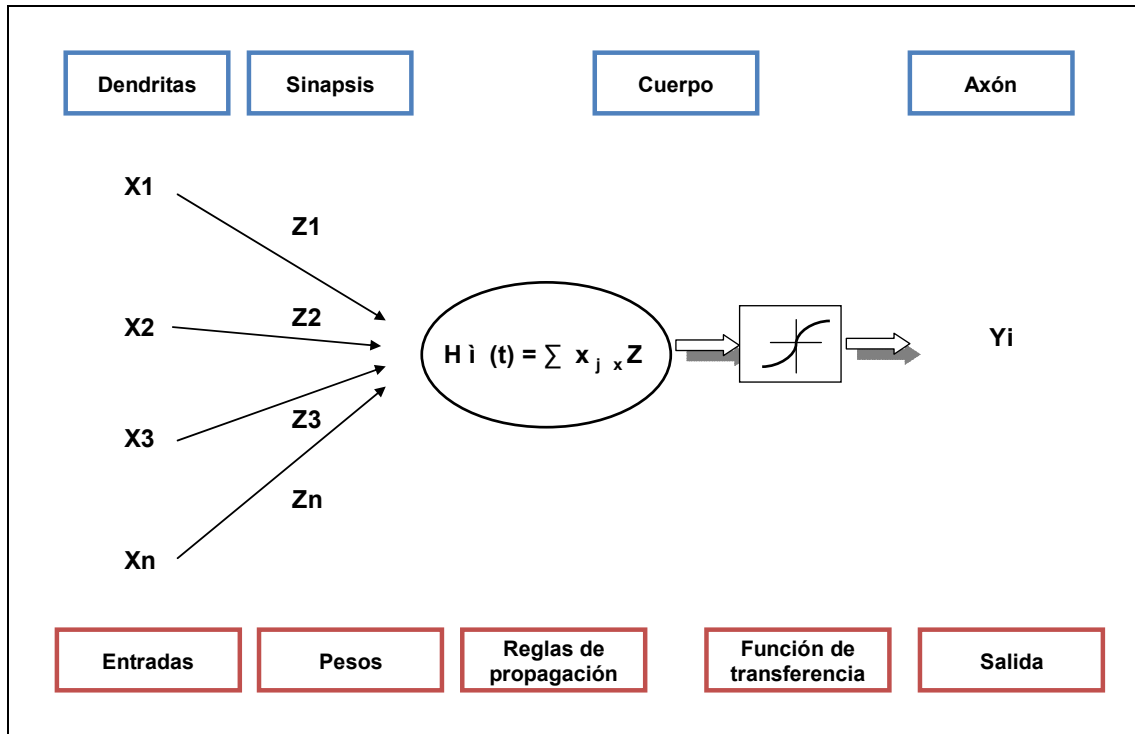 Dendritas Sinapsis Cuerpo Axón
X1
Z1
X2 Z2
H ì (t) = ∑ x j x Z
Yi
X3 Z3
Zn
Xn
Entradas Pesos Reglas de propagación Función de transferencia Salida